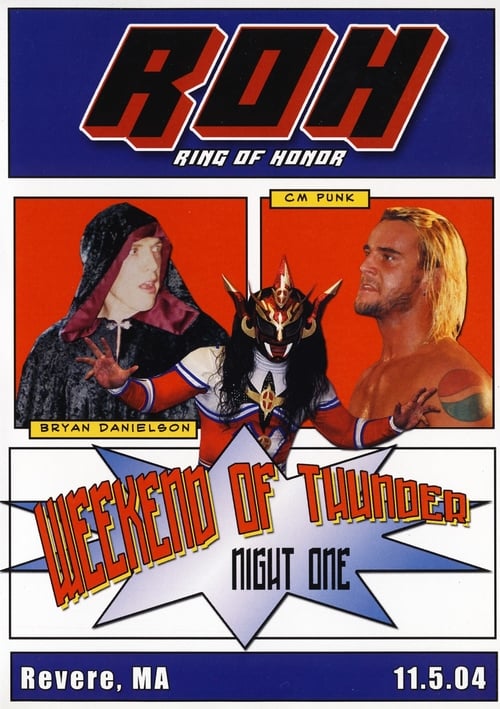 ROH
RING OF HONOR
CM PUNK
BRYAN DANIELSON
WEEKEND OF THUNDER
NIGHT ONE
Revere, MA
11.5.04